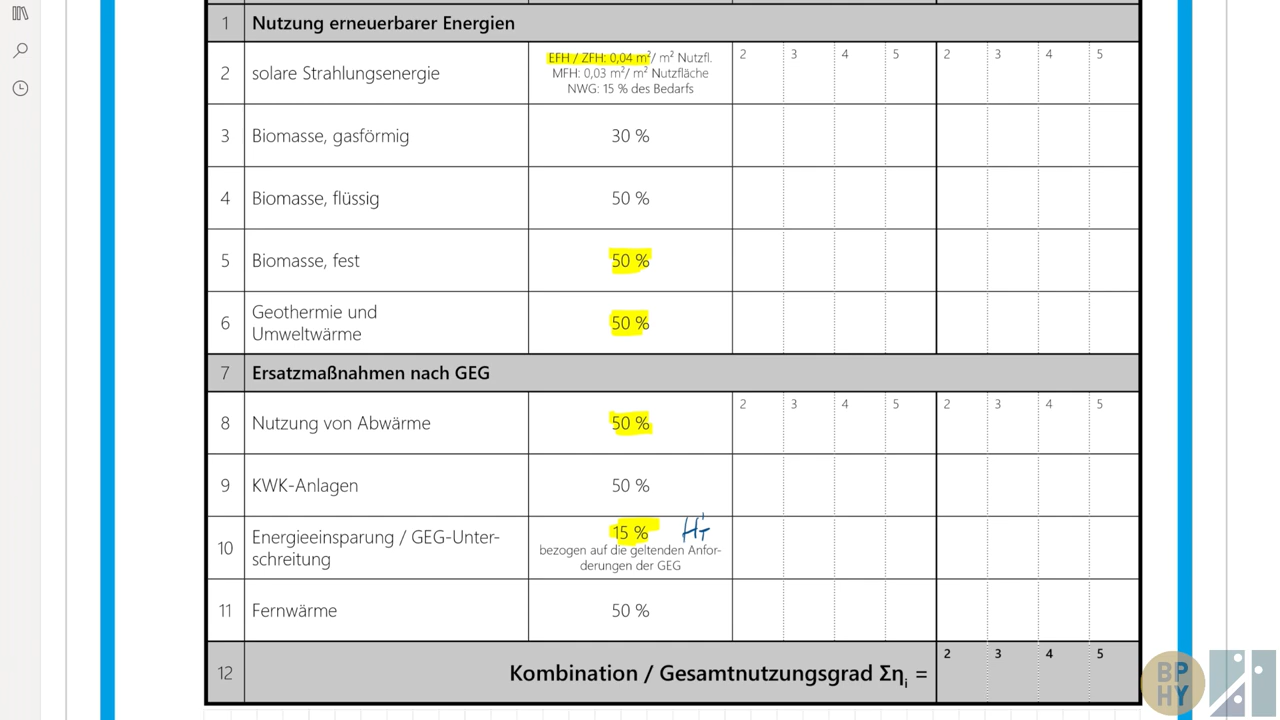 1 Nutzung erneuerbarer Energien
2 solare Strahlungsenergie
EFH / ZFH: 0,04 m²/ m² Nutzfl.
MFH: 0,03 m²/ m² Nutzfläche
NWG: 15 % des Bedarfs
2 3 4 5 2 3 4 5
3 Biomasse, gasförmig 30 %
4 Biomasse, flüssig 50 %
5 Biomasse, fest 50 %
6 Geothermie und
Umweltwärme
50 %
7 Ersatzmaßnahmen nach GEG
8 Nutzung von Abwärme 50 %
2 3 4 5 2 3 4 5
9 KWK-Anlagen 50 %
10 Energieeinsparung / GEG-Unter-
schreitung
15 % H'T
bezogen auf die geltenden Anfor-
derungen der GEG
11 Fernwärme 50 %
12 Kombination / Gesamtnutzungsgrad Σηi =
2 3 4 5
BP
HY